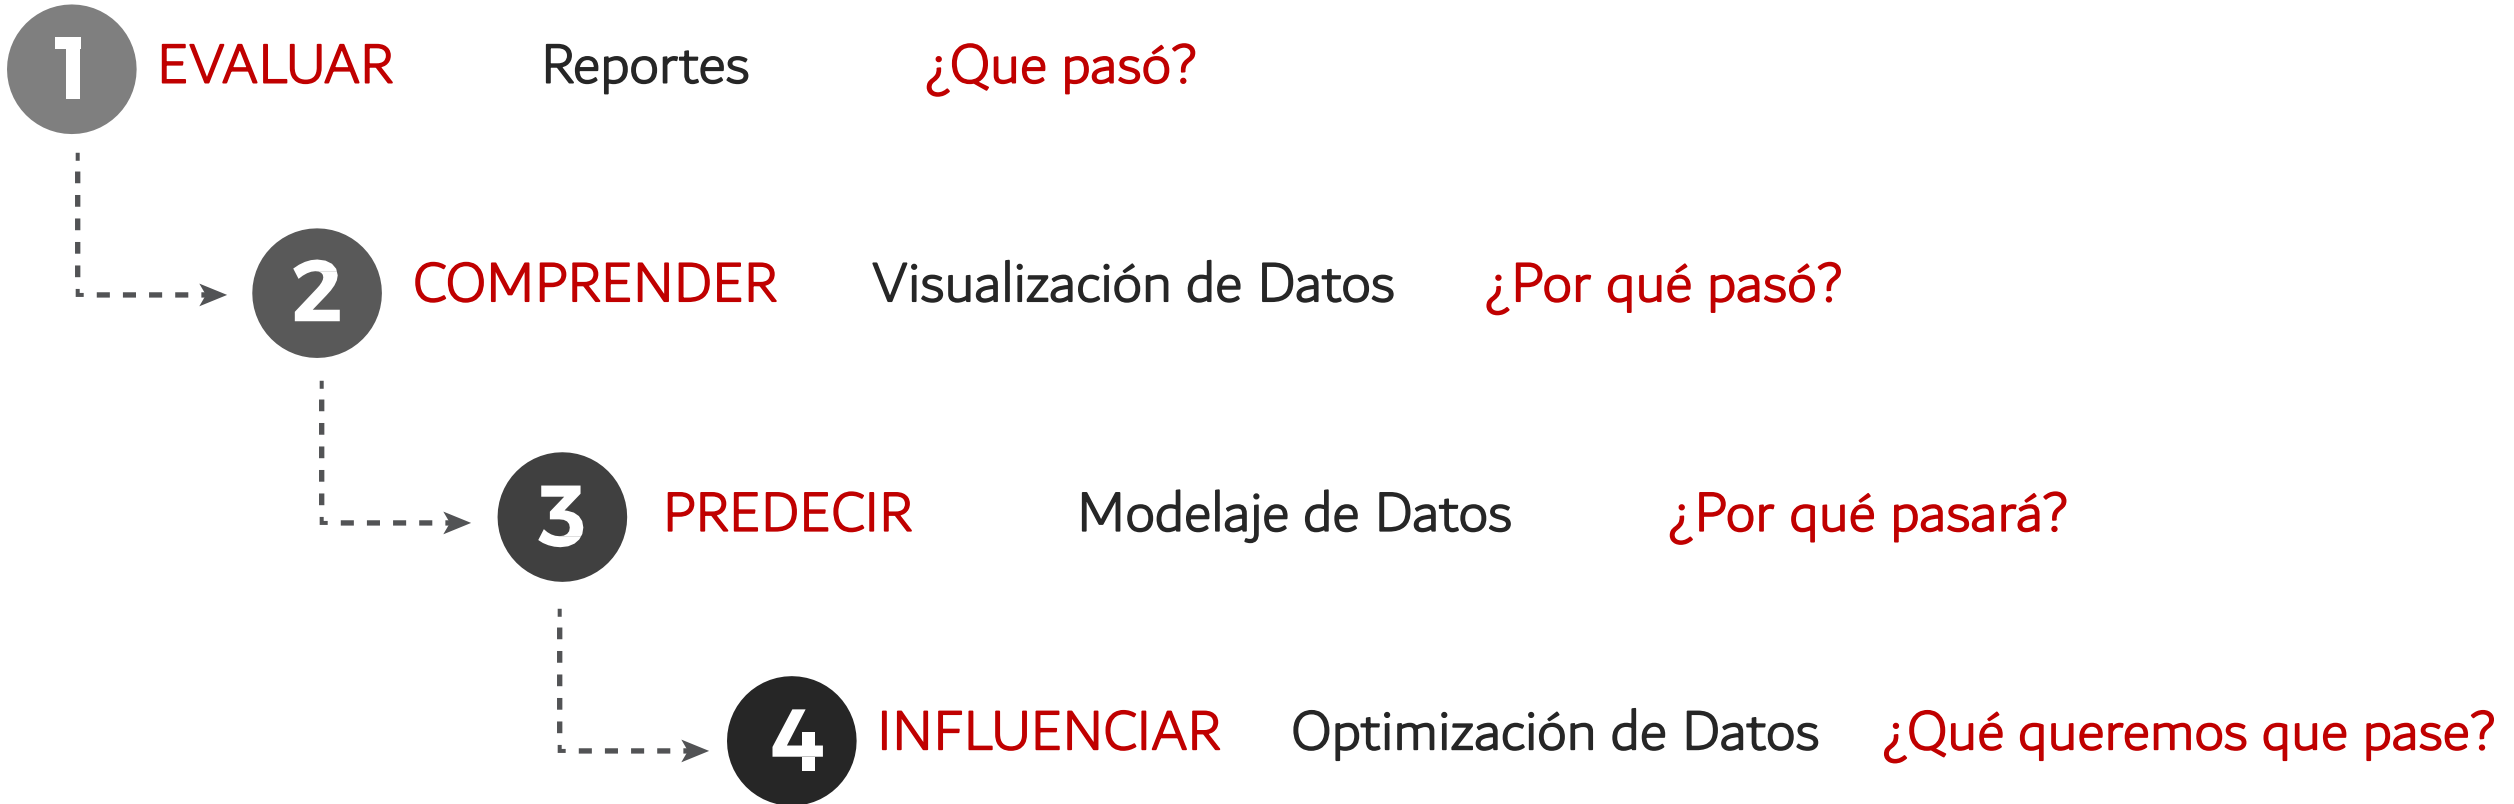 1 EVALUAR Reportes ¿Que pasó?
2 COMPRENDER Visualización de Datos ¿Por qué pasó?
3 PREDECIR Modelaje de Datos ¿Por qué pasará?
4 INFLUENCIAR Optimización de Datos ¿Qué queremos que pase?